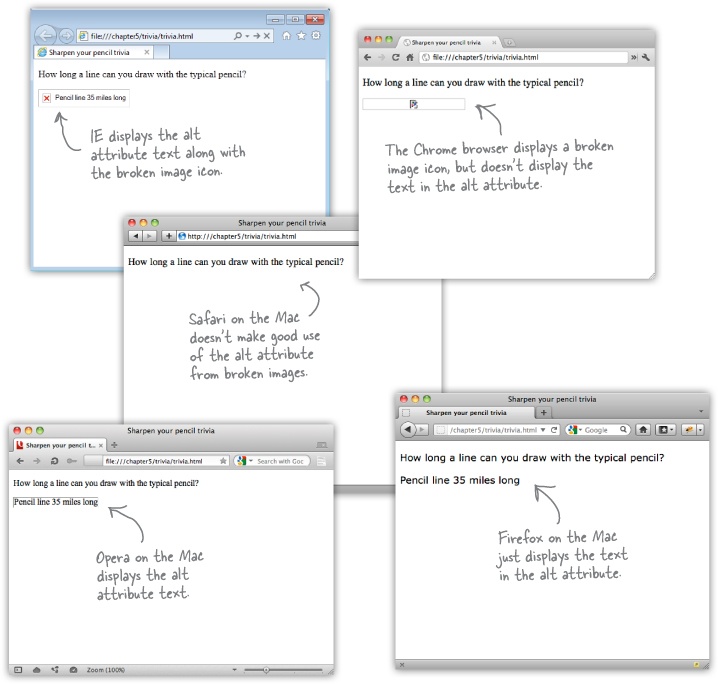 Sharpen your pencil trivia
file:///chapter5/trivia/trivia.html
file:///chapter5/trivia/trivia.html
Sharpen your pencil trivia
How long a line can you draw with the typical pencil?
Pencil line 35 miles long
IE displays the alt
attribute text along with
the broken image icon.
How long a line can you draw with the typical pencil?
The Chrome browser displays a broken
image icon, but doesn't display the
text in the alt attribute.
Sharpen your pencil trivia
http:///chapter5/trivia/trivia.html
How long a line can you draw with the typical pencil?
Safari on the Mac
doesn't make good use
of the alt attribute
from broken images.
Sharpen your pencil trivia
Sharpen your pencil t...
file:///chapter5/trivia/trivia.html
Search with Goc
How long a line can you draw with the typical pencil?
Pencil line 35 miles long
Opera on the Mac
displays the alt
attribute text.
Zoom (100%)
Sharpen your pencil trivia
Sharpen your pencil trivia
/chapter5/trivia/trivia.html
Google
How long a line can you draw with the typical pencil?
Pencil line 35 miles long
Firefox on the Mac
just displays the text
in the alt attribute.